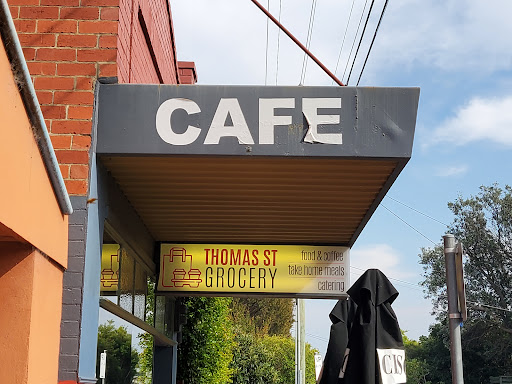 CAFE
THOMAS ST
GROCERY
food & coffee
take home meals
catering